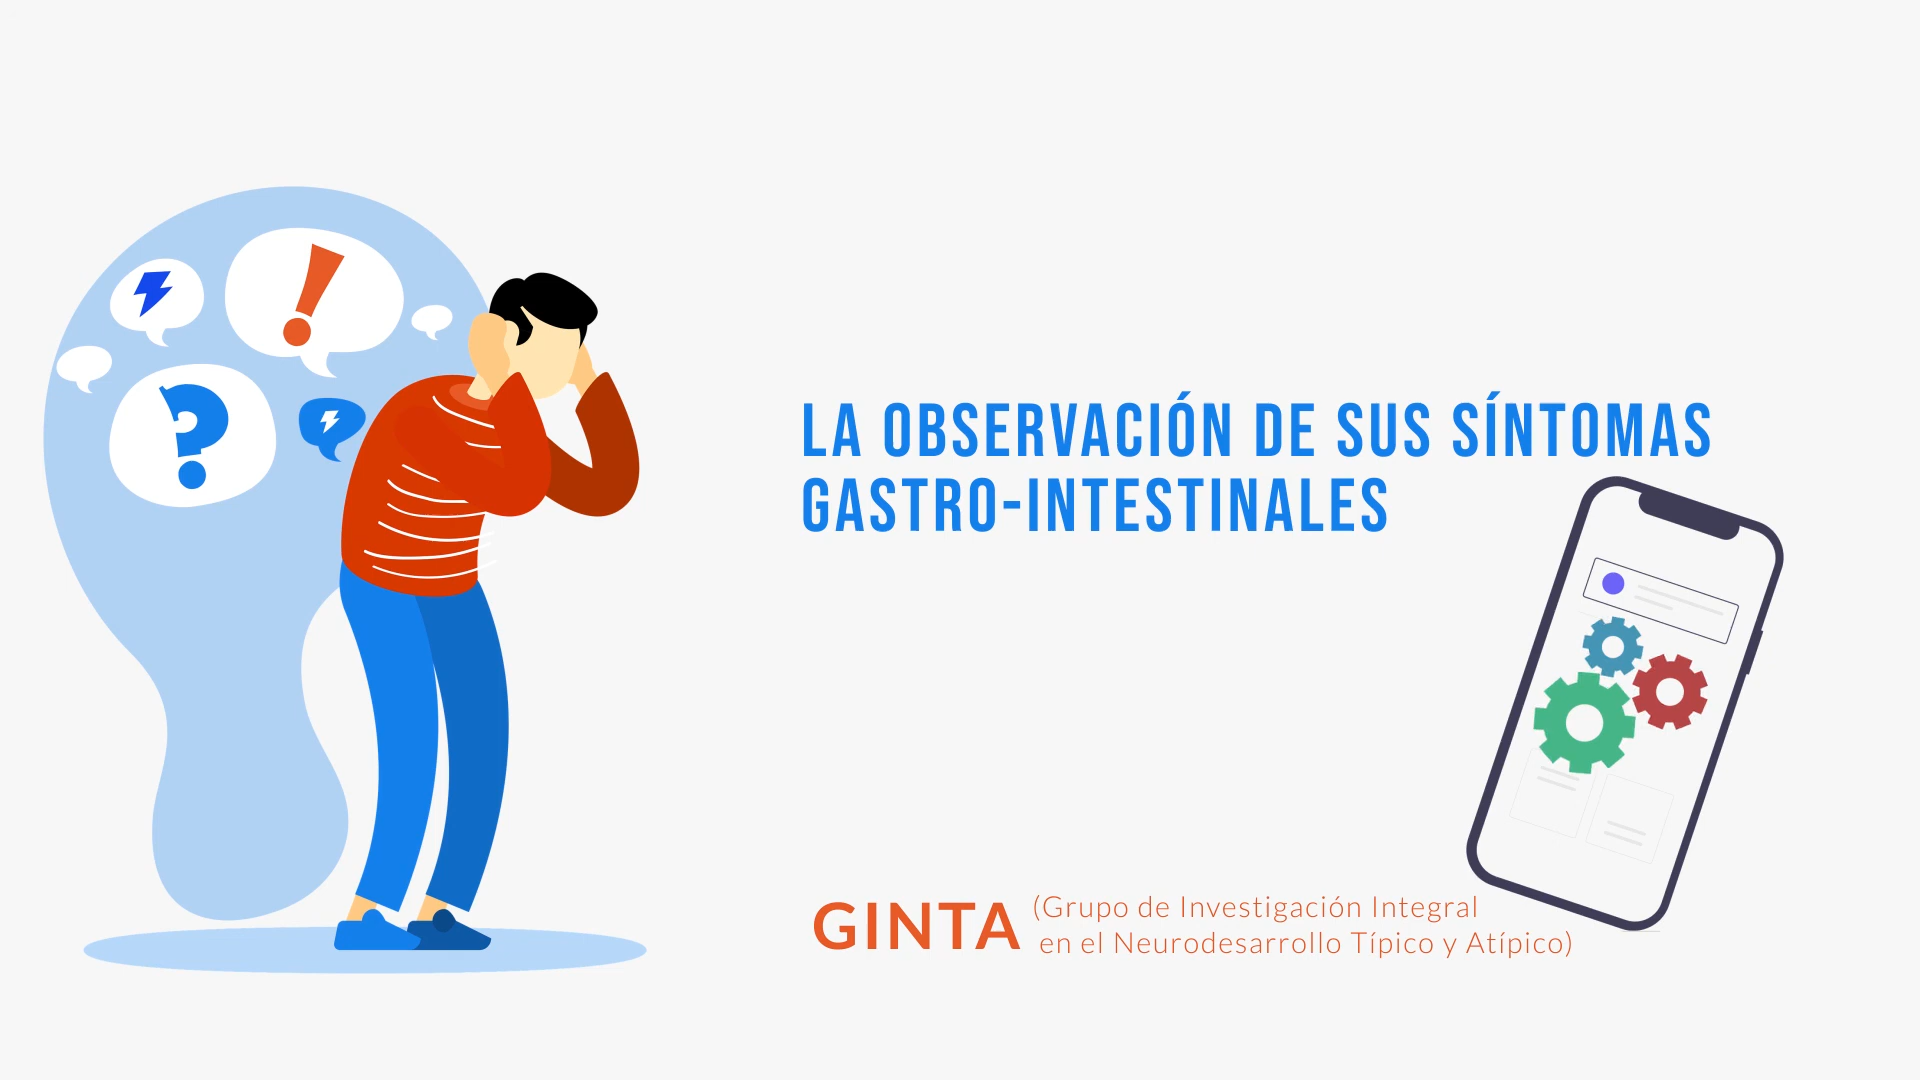 LA OBSERVACIÓN DE SUS SÍNTOMAS
GASTRO-INTESTINALES
GINTA (Grupo de Investigación Integral
en el Neurodesarrollo Típico y Atípico)